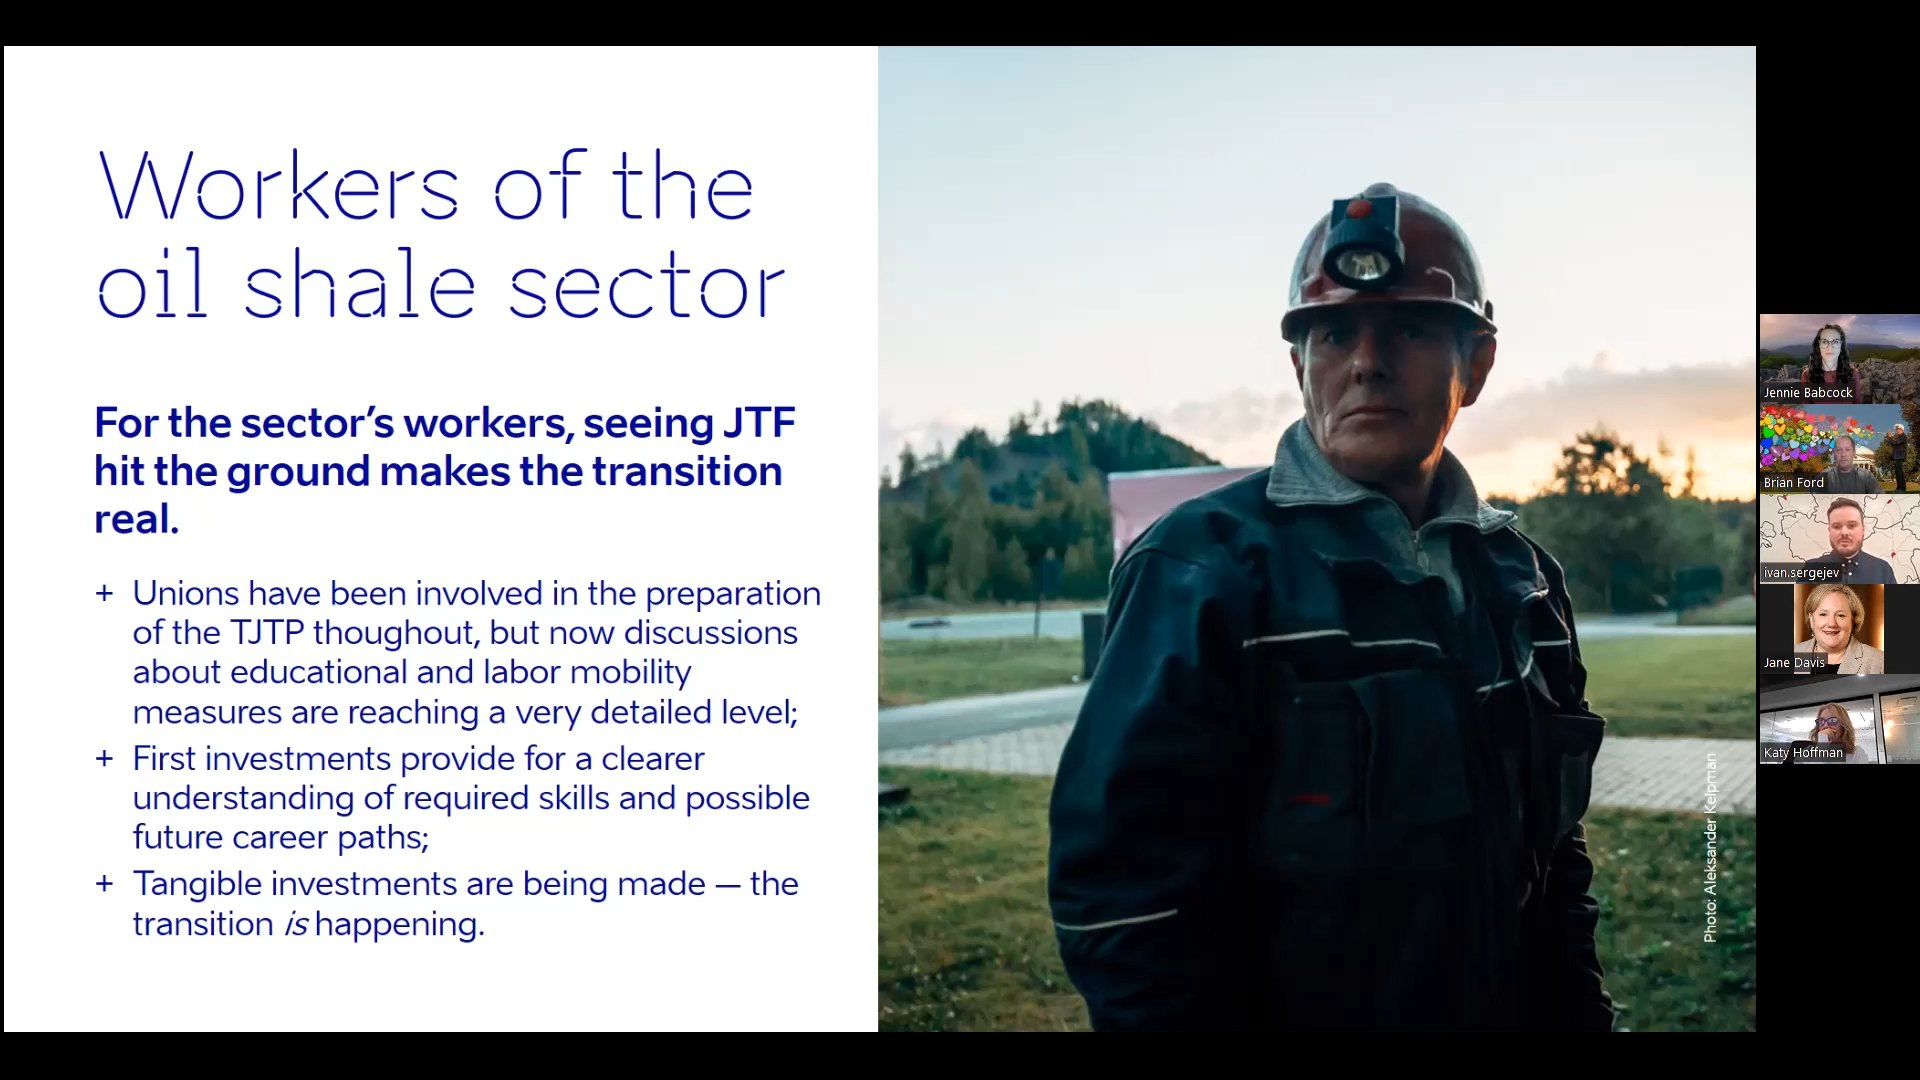 Workers of the
oil shale sector
For the sector's workers, seeing JTF
hit the ground makes the transition
real.
+ Unions have been involved in the preparation
of the TJTP thoughout, but now discussions
about educational and labor mobility
measures are reaching a very detailed level;
+ First investments provide for a clearer
understanding of required skills and possible
future career paths;
+ Tangible investments are being made — the
transition is happening.
Photo: Aleksander Kelpman
Jennie Babcock
Brian Ford
ivan.sergejev
Jane Davis
Katy Hoffman